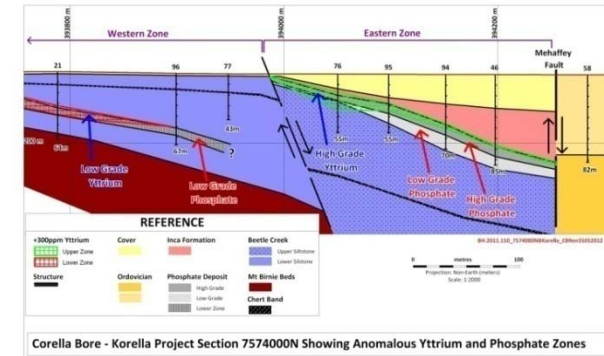 393800 394000 394200
Western Zone Eastern Zone
Mehaffey
Fault
21 96 77 76 95 94 46 58
200 m 61m 67m 43m ? 55m 55m 70m 85m 82m
Low Grade
Yttrium
Low Grade
Phosphate
High Grade
Yttrium
Low Grade
Phosphate
High Grade
Phosphate
REFERENCE
+300ppm Yttrium Cover Inca Formation Beetle Creek
Upper Zone Upper Siltstone
Lower Zone Lower Siltstone
Structure Ordovician Phosphate Deposit Mt Birnie Beds
High Grade
Low Grade Chert Band
Lower Zone
0 metres 100
Projection: Non-Earth (meters)
Scale: 1:2000
Corella Bore - Korella Project Section 7574000N Showing Anomalous Yttrium and Phosphate Zones